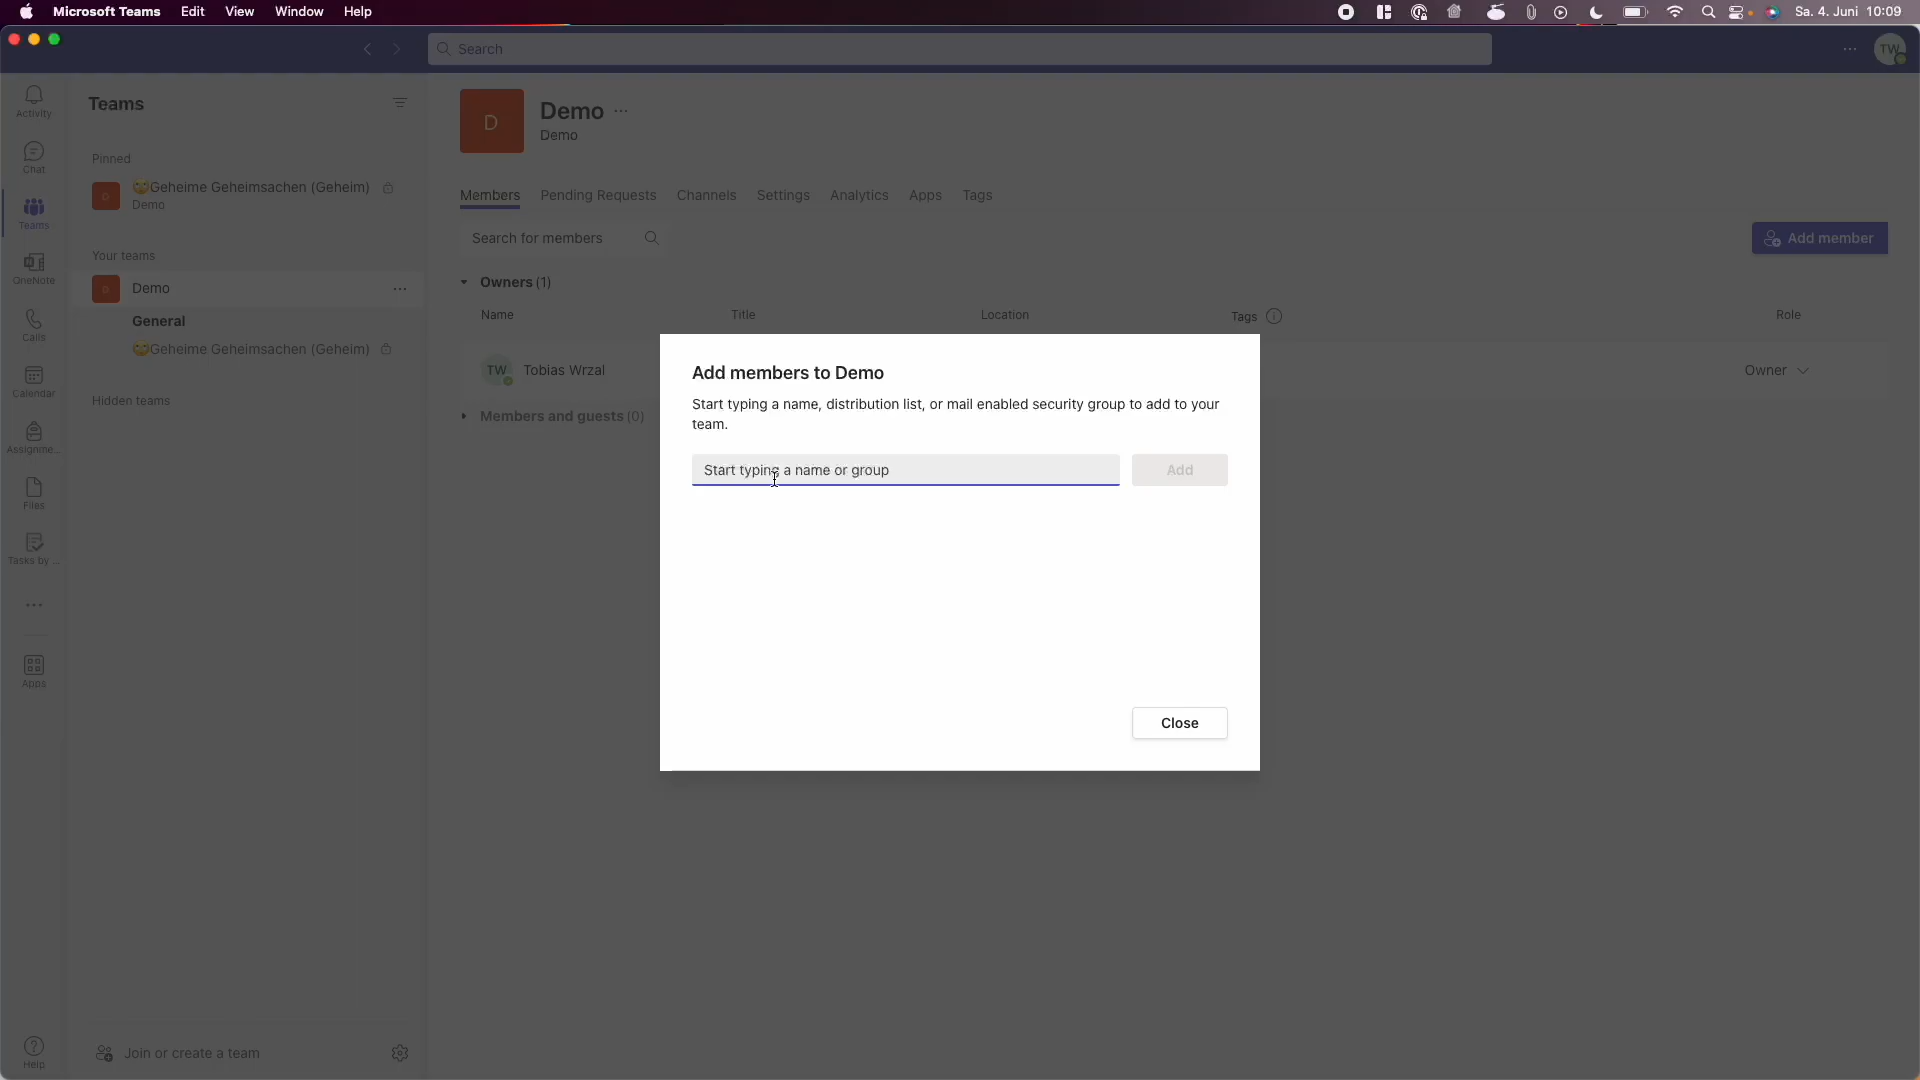 Microsoft Teams Edit View Window Help Sa. 4. Juni 10:09
Search
TW
Activity
Chat
Teams
OneNote
Calls
Calendar
Assignme...
Files
Tasks by ...
Apps
Help
Teams
Pinned
D
Geheime Geheimsachen (Geheim)
Demo
Your teams
D
Demo
General
Geheime Geheimsachen (Geheim)
Hidden teams
Join or create a team
D
Demo
Demo
Members Pending Requests Channels Settings Analytics Apps Tags
Search for members
Add member
Owners (1)
Name Title Location Tags Role
TW Tobias Wrzal Owner
Members and guests (0)
Add members to Demo
Start typing a name, distribution list, or mail enabled security group to add to your
team.
Start typing a name or group
Add
Close